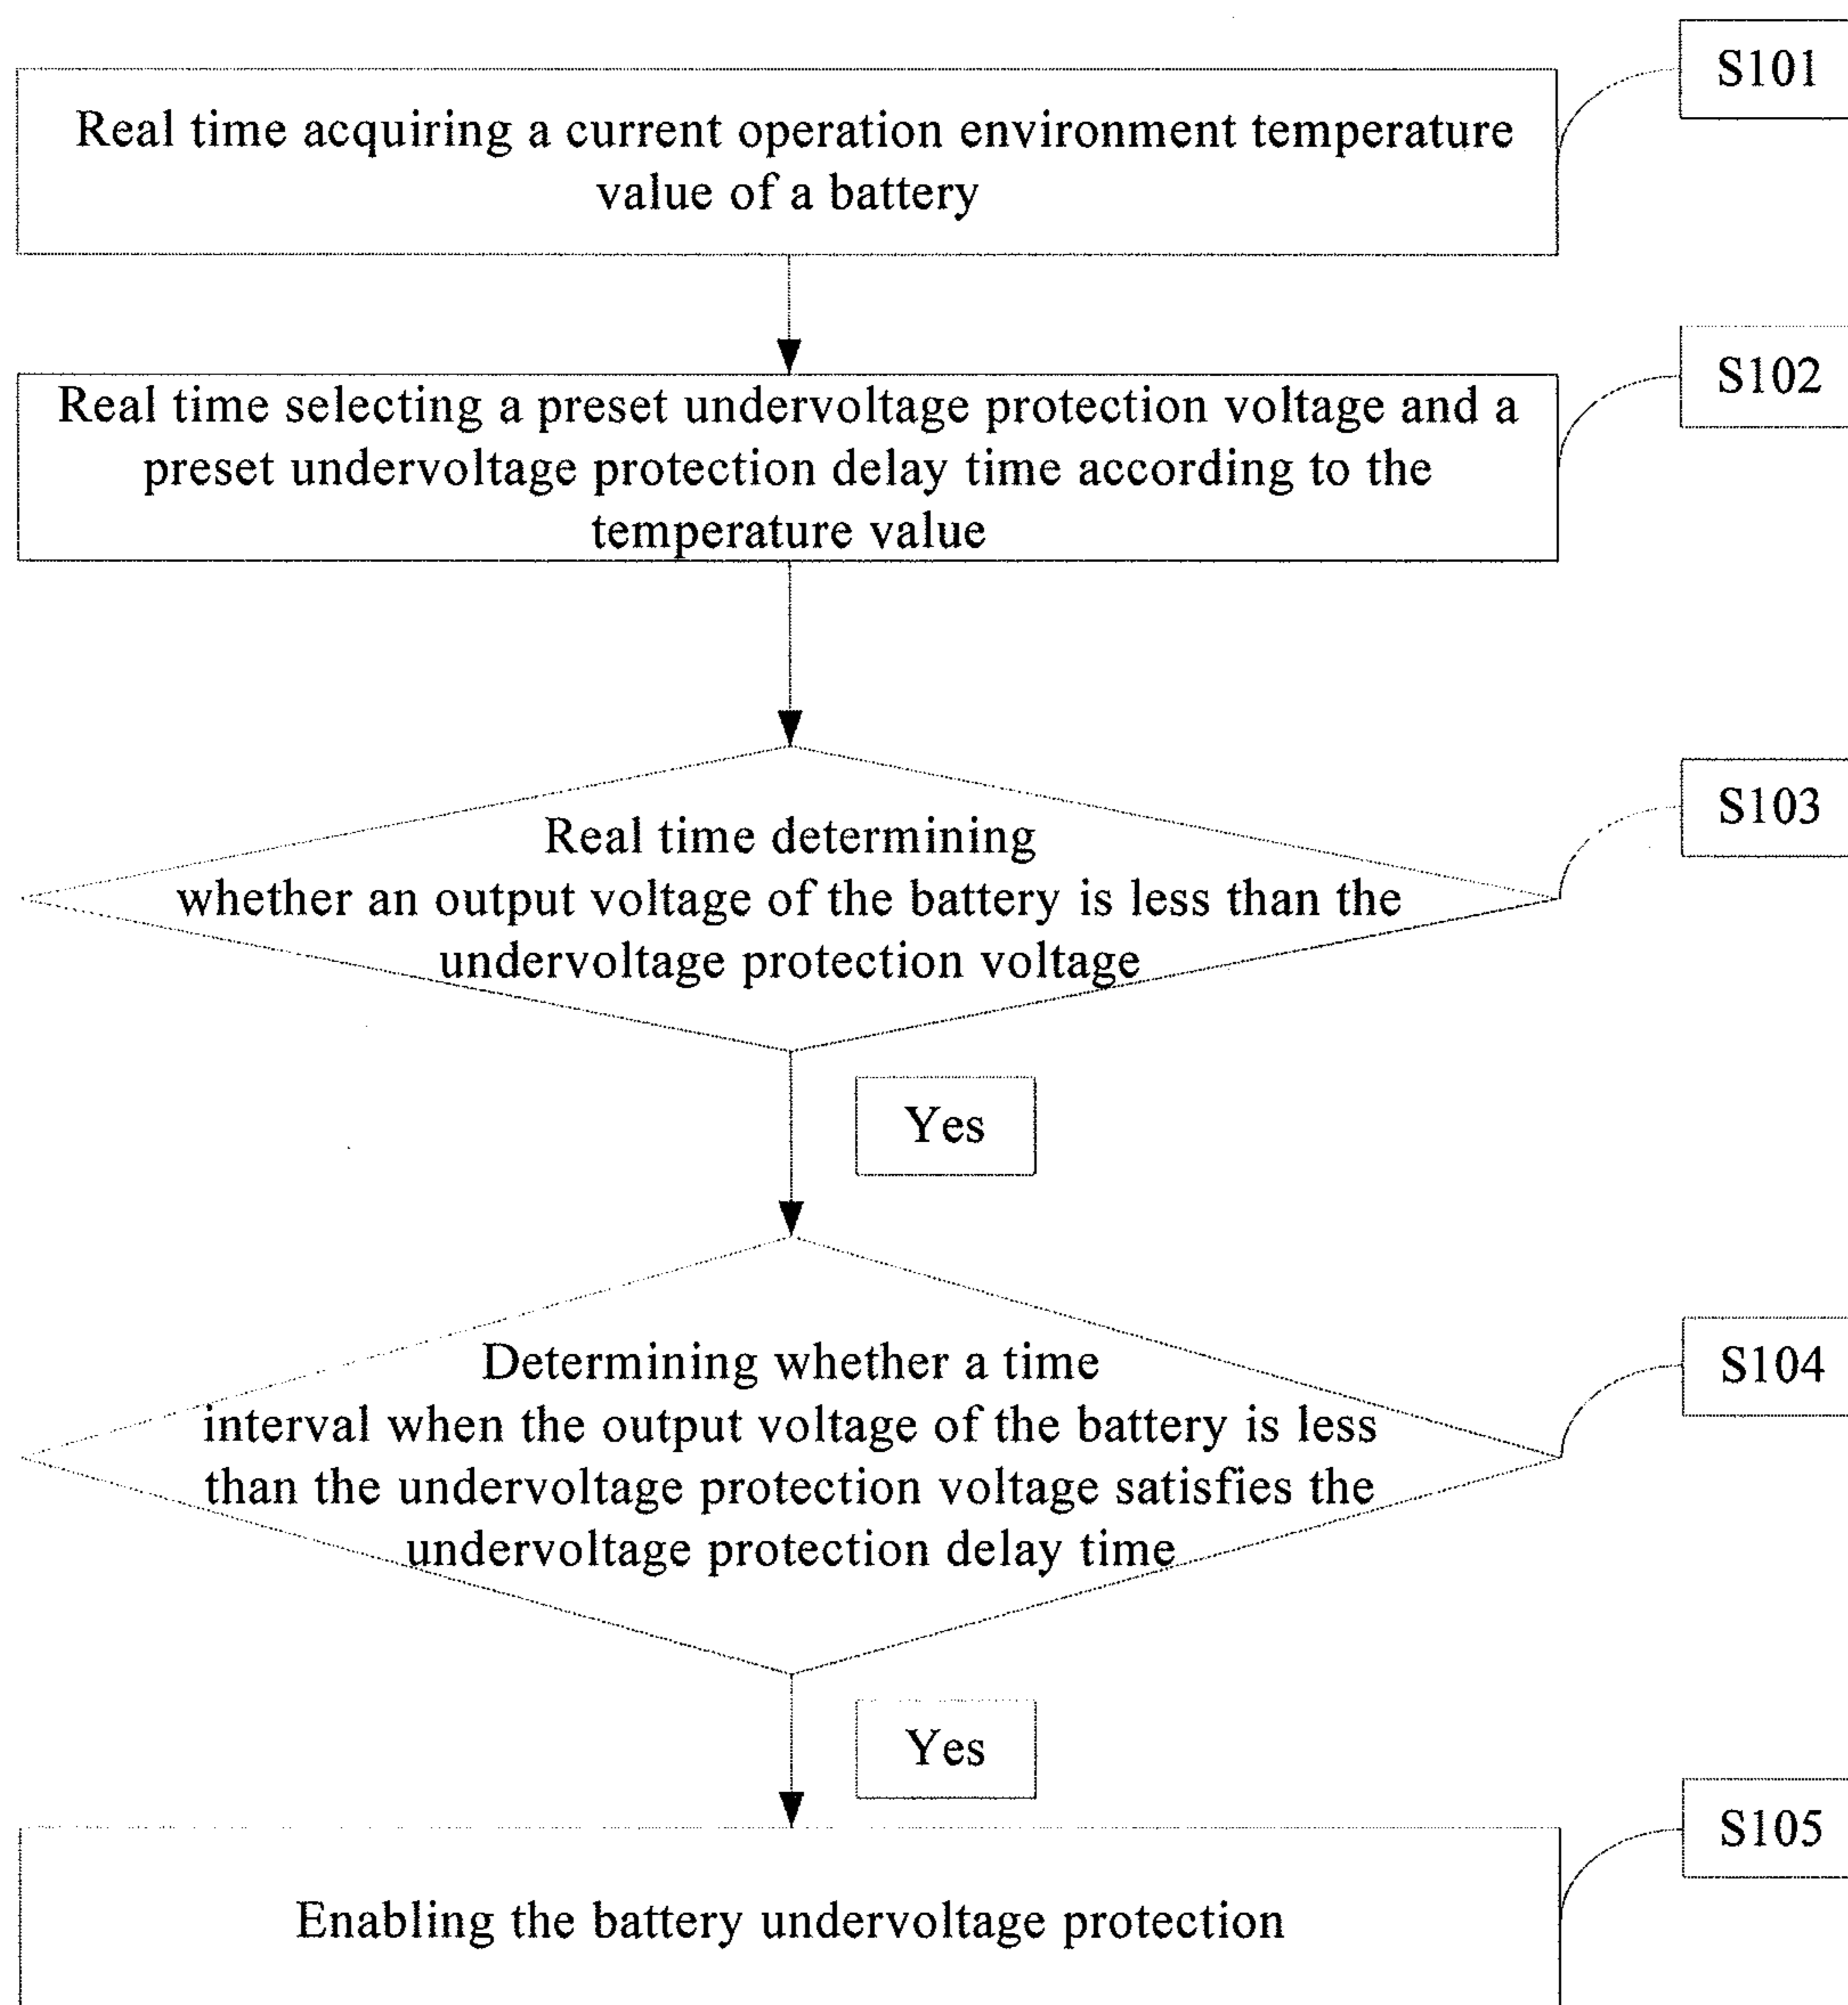 S101
Real time acquiring a current operation environment temperature
value of a battery
S102
Real time selecting a preset undervoltage protection voltage and a
preset undervoltage protection delay time according to the
temperature value
S103
Real time determining
whether an output voltage of the battery is less than the
undervoltage protection voltage
Yes
S104
Determining whether a time
interval when the output voltage of the battery is less
than the undervoltage protection voltage satisfies the
undervoltage protection delay time
Yes
S105
Enabling the battery undervoltage protection